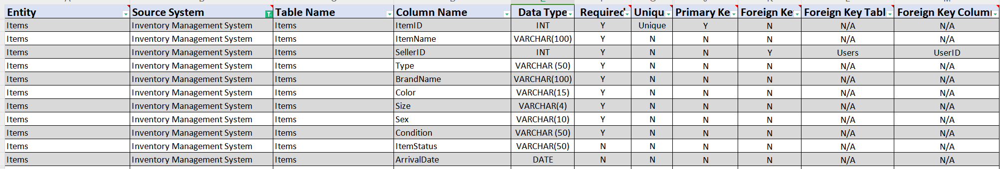 Entity Source System Table Name Column Name Data Type Required Uniqu Primary Ke Foreign Ke Foreign Key Tabl Foreign Key Colum
Items Inventory Management System Items ItemID INT Y Unique Y N N/A N/A
Items Inventory Management System Items ItemName VARCHAR(100) Y N N N N/A N/A
Items Inventory Management System Items SellerID INT Y N N Y Users UserID
Items Inventory Management System Items Type VARCHAR (50) Y N N N N/A N/A
Items Inventory Management System Items BrandName VARCHAR(100) Y N N N N/A N/A
Items Inventory Management System Items Color VARCHAR(15) Y N N N N/A N/A
Items Inventory Management System Items Size VARCHAR(4) Y N N N N/A N/A
Items Inventory Management System Items Sex VARCHAR(10) Y N N N N/A N/A
Items Inventory Management System Items Condition VARCHAR (50) Y N N N N/A N/A
Items Inventory Management System Items ItemStatus VARCHAR(50) N N N N N/A N/A
Items Inventory Management System Items ArrivalDate DATE N N N N N/A N/A